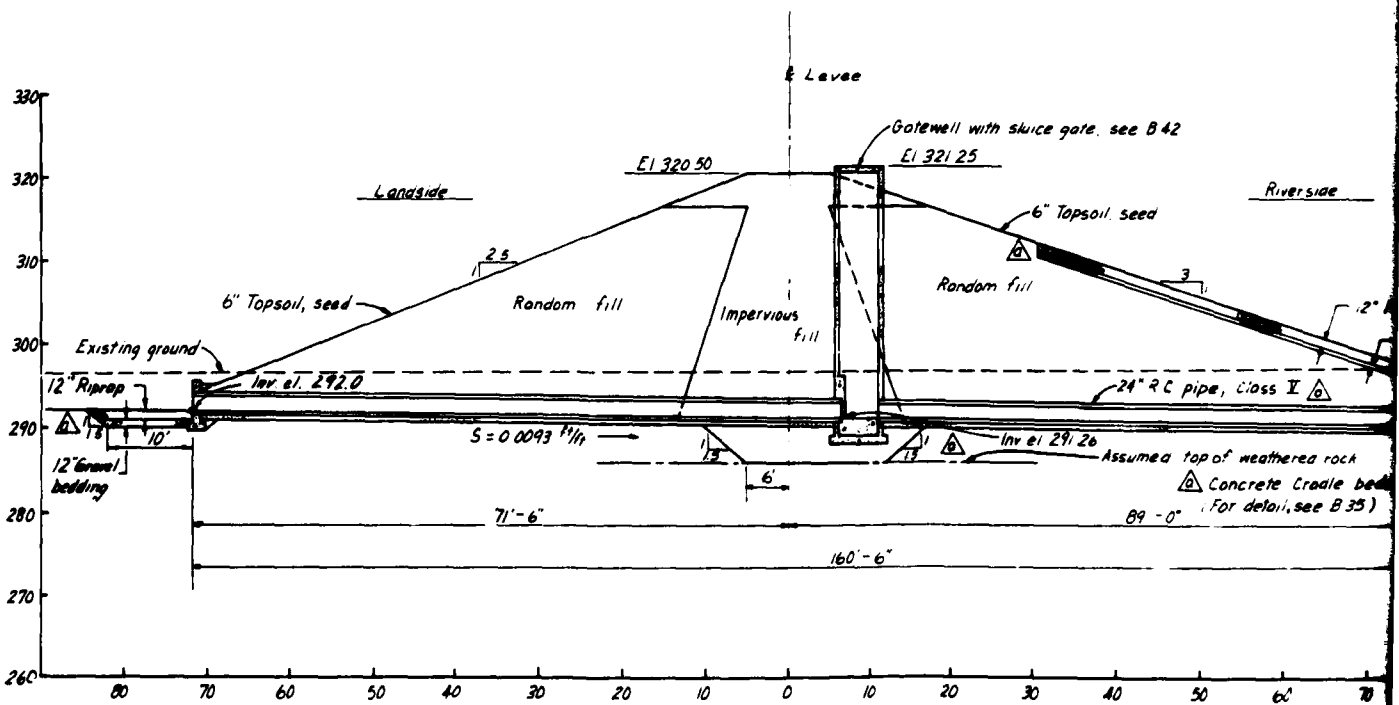 ℄ Levee
330
Gatewell with sluice gate, see B 42
El 320 50
El 321 25
320
Landside
Riverside
6" Topsoil, seed
a
2.5
1
310
3
1
Random fill
Random fill
6" Topsoil, seed
Impervious
fill
12"
Existing ground
300
12" Riprap
Inv. el. 292.0
24" R C pipe, Class V
a
a
1
1.5
290
10'
S = 0.0093 ft/ft
1
1.5
1
1.5
a
Inv el 291.26
12" Gravel
bedding
Assumed top of weathered rock
6'
a
Concrete Cradle
(For detail, see B 35)
280
71'-6"
89'-0"
160'-6"
270
260
80
70
60
50
40
30
20
10
0
10
20
30
40
50
60
70